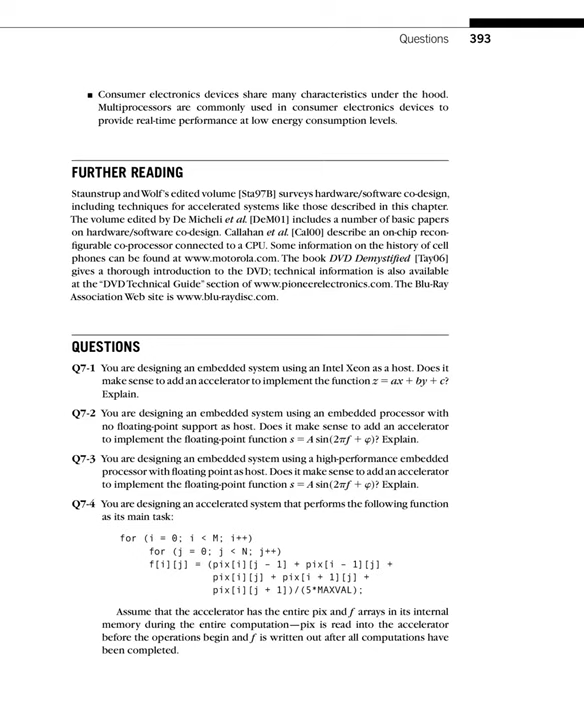 Questions 393
■ Consumer electronics devices share many characteristics under the hood.
Multiprocessors are commonly used in consumer electronics devices to
provide real-time performance at low energy consumption levels.
FURTHER READING
Staunstrup and Wolf's edited volume [Sta97B] surveys hardware/software co-design,
including techniques for accelerated systems like those described in this chapter.
The volume edited by De Micheli et al. [DeM01] includes a number of basic papers
on hardware/software co-design. Callahan et al. [Cal00] describe an on-chip recon-
figurable co-processor connected to a CPU. Some information on the history of cell
phones can be found at www.motorola.com. The book DVD Demystified [Tay06]
gives a thorough introduction to the DVD; technical information is also available
at the "DVD Technical Guide" section of www.pioneerelectronics.com. The Blu-Ray
Association Web site is www.blu-raydisc.com.
QUESTIONS
Q7-1 You are designing an embedded system using an Intel Xeon as a host. Does it
make sense to add an accelerator to implement the function z = ax + by + c?
Explain.
Q7-2 You are designing an embedded system using an embedded processor with
no floating-point support as host. Does it make sense to add an accelerator
to implement the floating-point function s = A sin(2πf + φ)? Explain.
Q7-3 You are designing an embedded system using a high-performance embedded
processor with floating point as host. Does it make sense to add an accelerator
to implement the floating-point function s = A sin(2πf + φ)? Explain.
Q7-4 You are designing an accelerated system that performs the following function
as its main task:
for (i = 0; i < M; i++)
for (j = 0; j < N; j++)
f[i][j] = (pix[i][j – 1] + pix[i – 1][j] +
pix[i][j] + pix[i + 1][j] +
pix[i][j + 1])/(5*MAXVAL);
Assume that the accelerator has the entire pix and f arrays in its internal
memory during the entire computation—pix is read into the accelerator
before the operations begin and f is written out after all computations have
been completed.